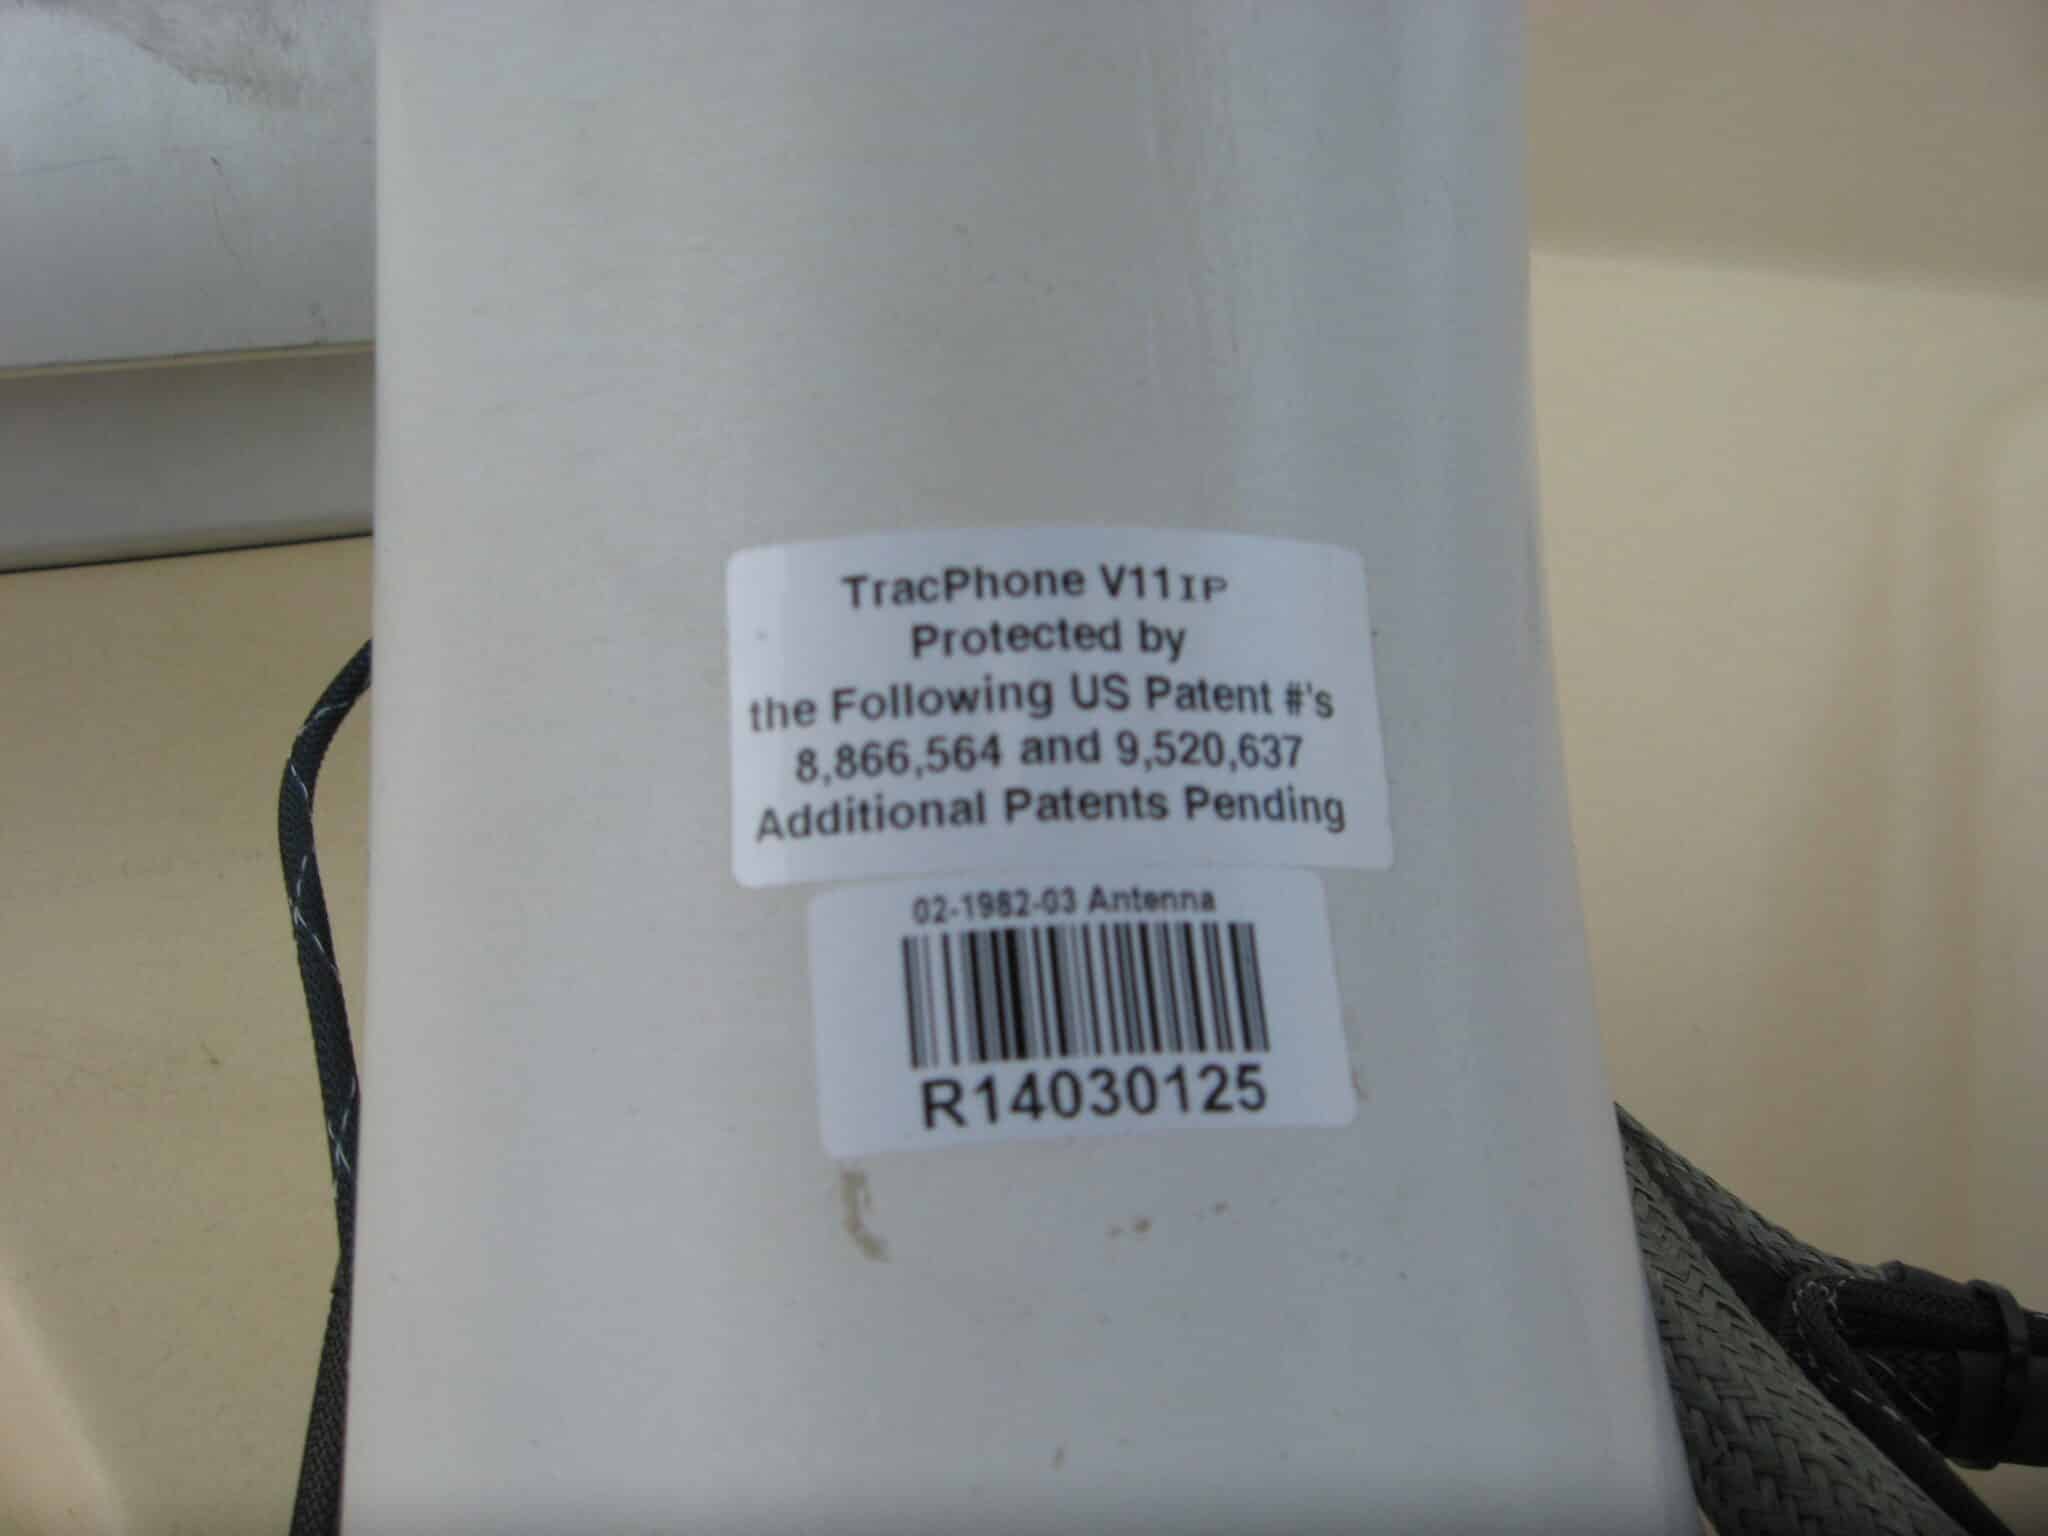 TracPhone V11IP
Protected by
the Following US Patent #'s
8,866,564 and 9,520,637
Additional Patents Pending
02-1982-03 Antenna
R14030125